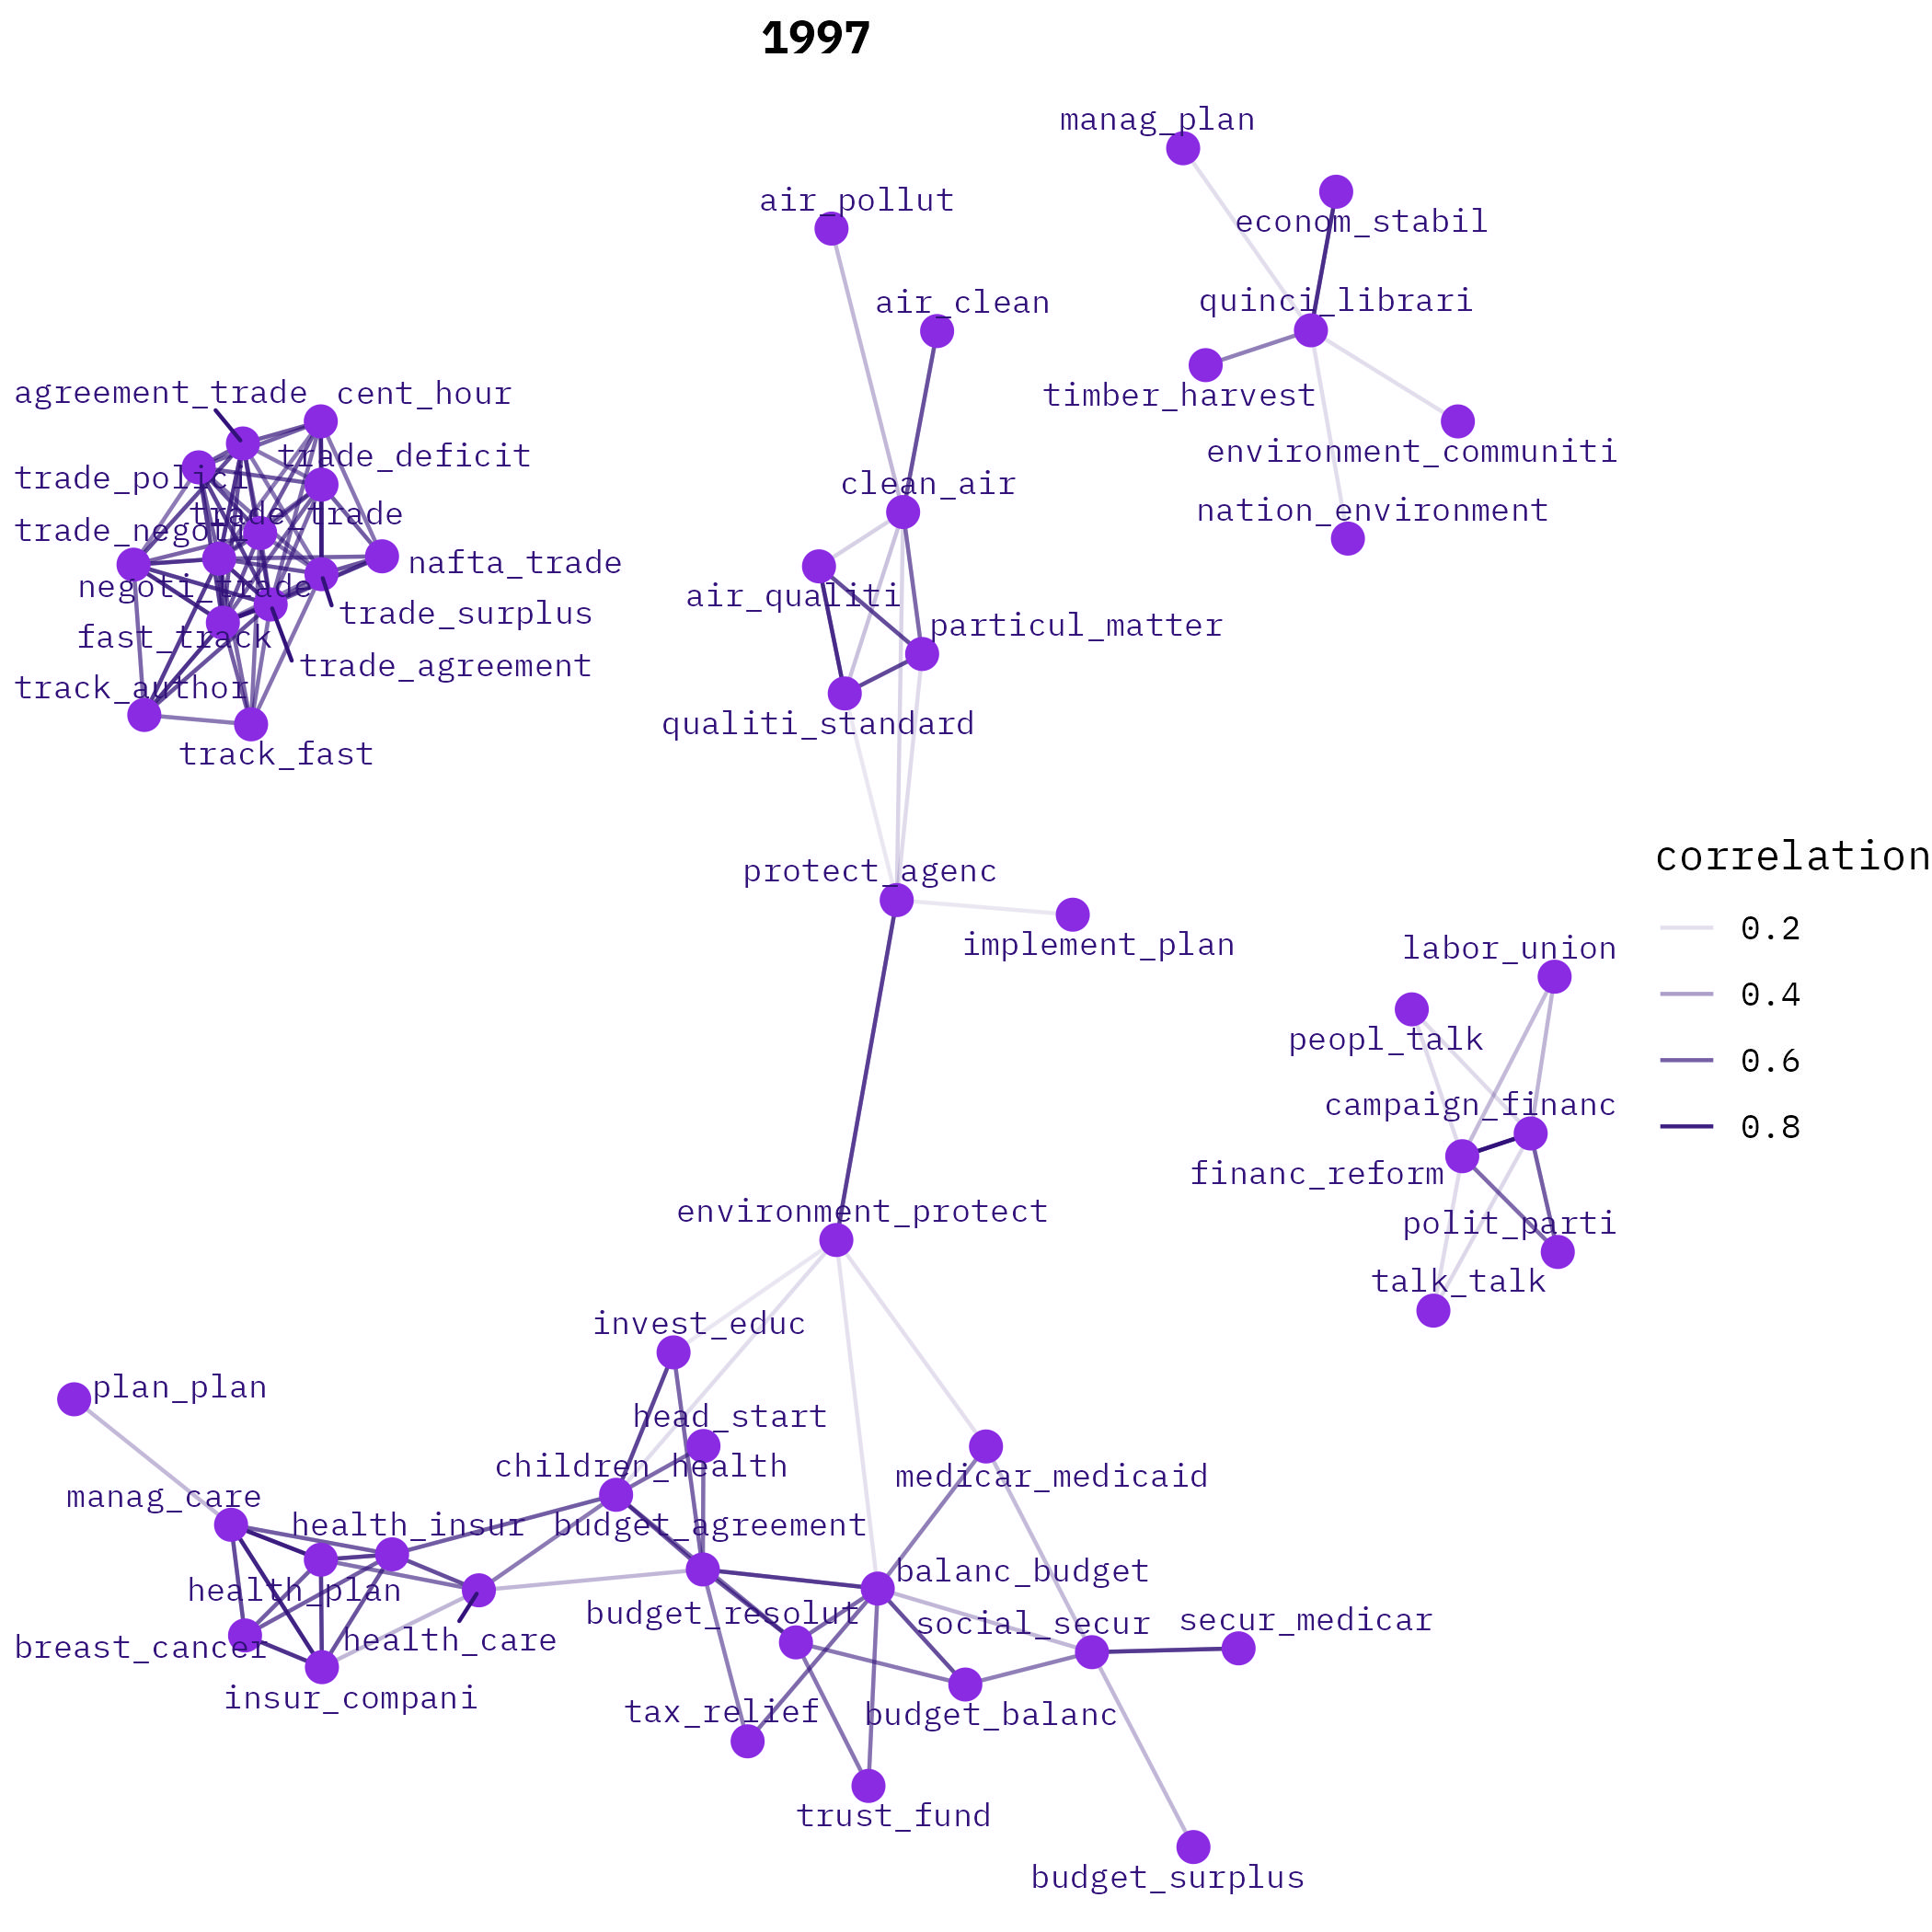 1997
manag_plan
air_pollut
econom_stabil
air_clean
quinci_librari
agreement_trade
cent_hour
timber_harvest
trade_deficit
environment_communiti
trade_polici
clean_air
trade_trade
nation_environment
trade_negoti
nafta_trade
negoti_trade
air_qualiti
trade_surplus
particul_matter
fast_track
trade_agreement
track_author
qualiti_standard
track_fast
correlation
protect_agenc
0.2
implement_plan
labor_union
0.4
peopl_talk
0.6
campaign_financ
0.8
financ_reform
environment_protect
polit_parti
talk_talk
invest_educ
plan_plan
head_start
children_health
medicar_medicaid
manag_care
health_insur
budget_agreement
balanc_budget
health_plan
budget_resolut
social_secur
secur_medicar
breast_cancer
health_care
insur_compani
tax_relief
budget_balanc
trust_fund
budget_surplus